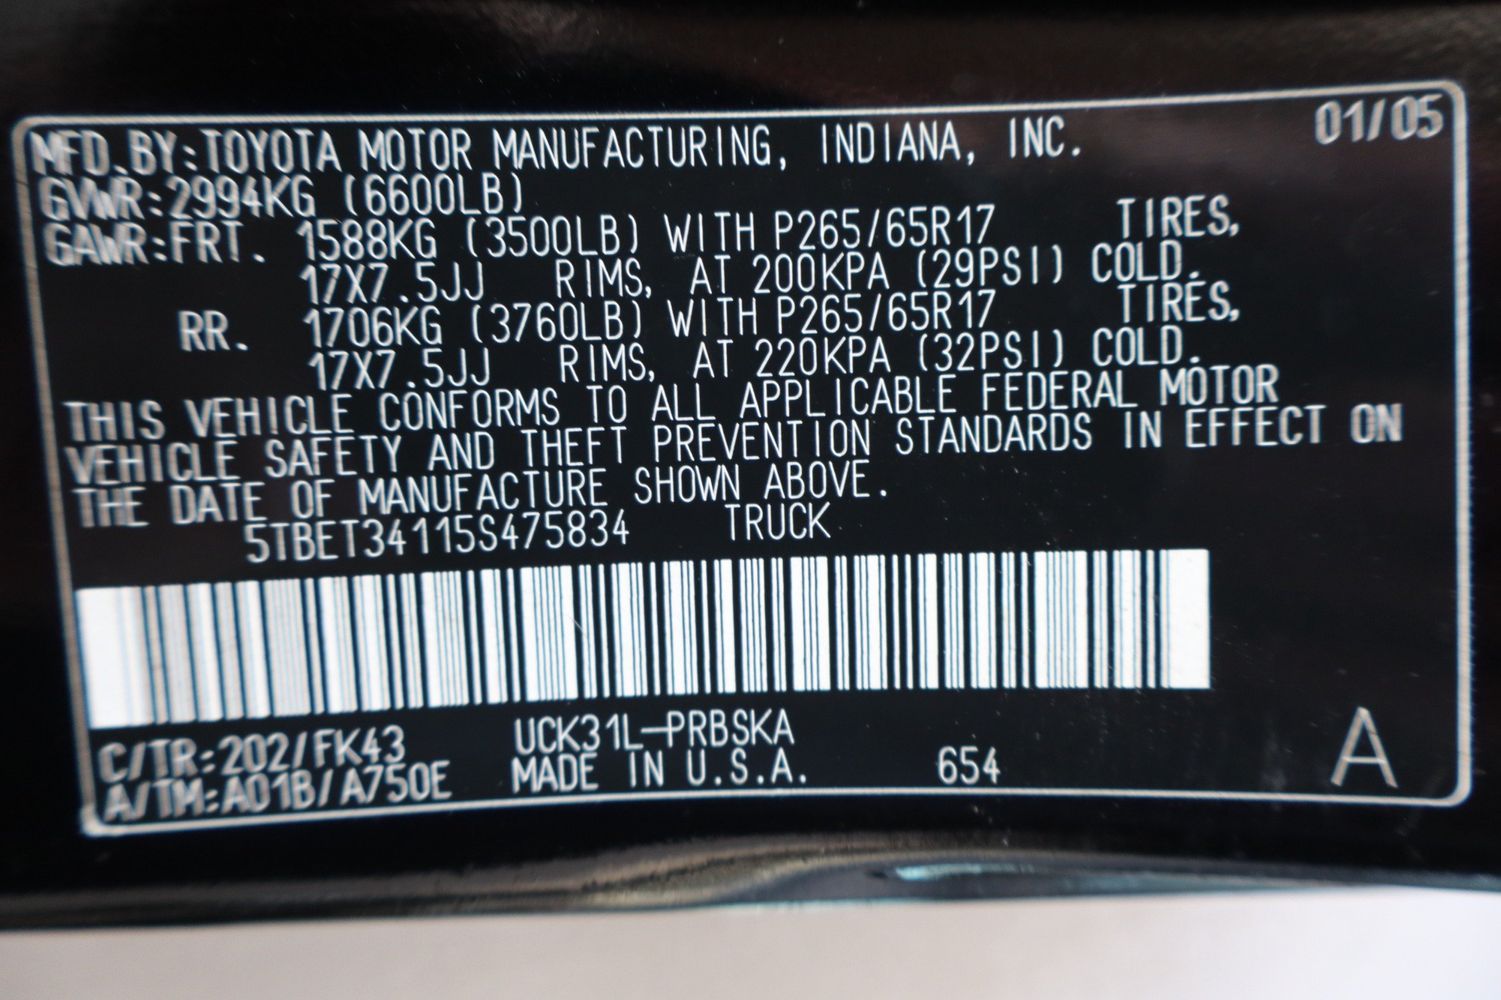 01/05
MFD.BY:TOYOTA MOTOR MANUFACTURING, INDIANA, INC.
GVWR:2994KG (6600LB)
GAWR:FRT. 1588KG (3500LB) WITH P265/65R17 TIRES,
17X7.5JJ RIMS, AT 200KPA (29PSI) COLD.
RR. 1706KG (3760LB) WITH P265/65R17 TIRES,
17X7.5JJ RIMS, AT 220KPA (32PSI) COLD.
THIS VEHICLE CONFORMS TO ALL APPLICABLE FEDERAL MOTOR
VEHICLE SAFETY AND THEFT PREVENTION STANDARDS IN EFFECT ON
THE DATE OF MANUFACTURE SHOWN ABOVE.
5TBET34115S475834 TRUCK
C/TR:202/FK43 UCK31L-PRBSKA
A/TM:A01B/A750E MADE IN U.S.A. 654 A